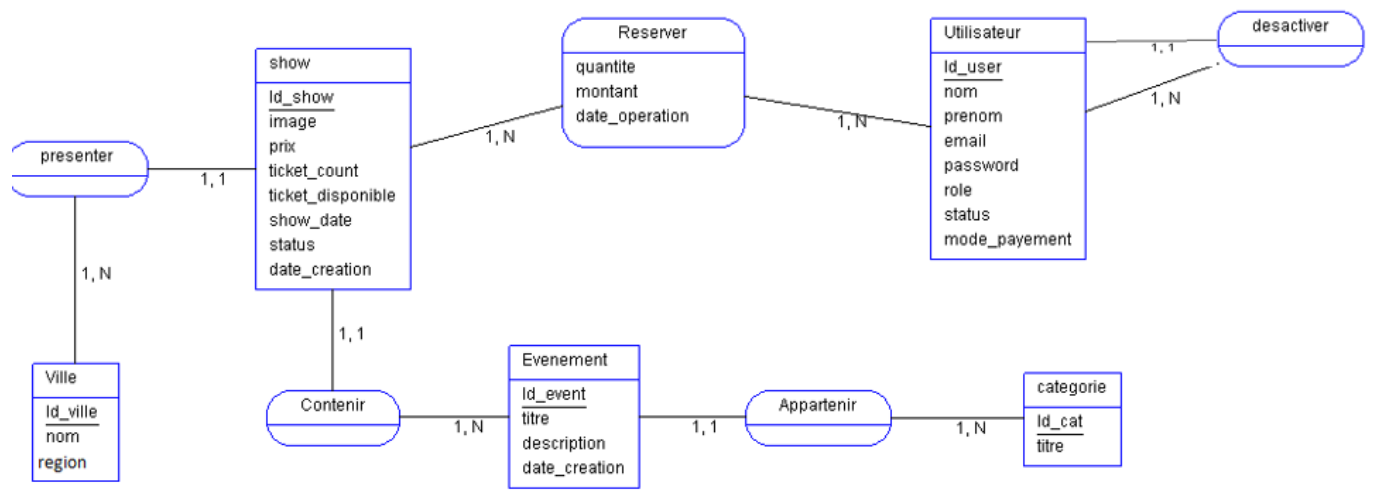 desactiver
Reserver
quantite
montant
date_operation
Utilisateur
Id_user
nom
prenom
email
password
role
status
mode_payement
1, 1
1, N
1, N
1, N
show
Id_show
image
prix
ticket_count
ticket_disponible
show_date
status
date_creation
presenter
1, 1
1, N
1, 1
Ville
Id_ville
nom
region
Contenir
1, N
Evenement
Id_event
titre
description
date_creation
1, 1
Appartenir
1, N
categorie
Id_cat
titre